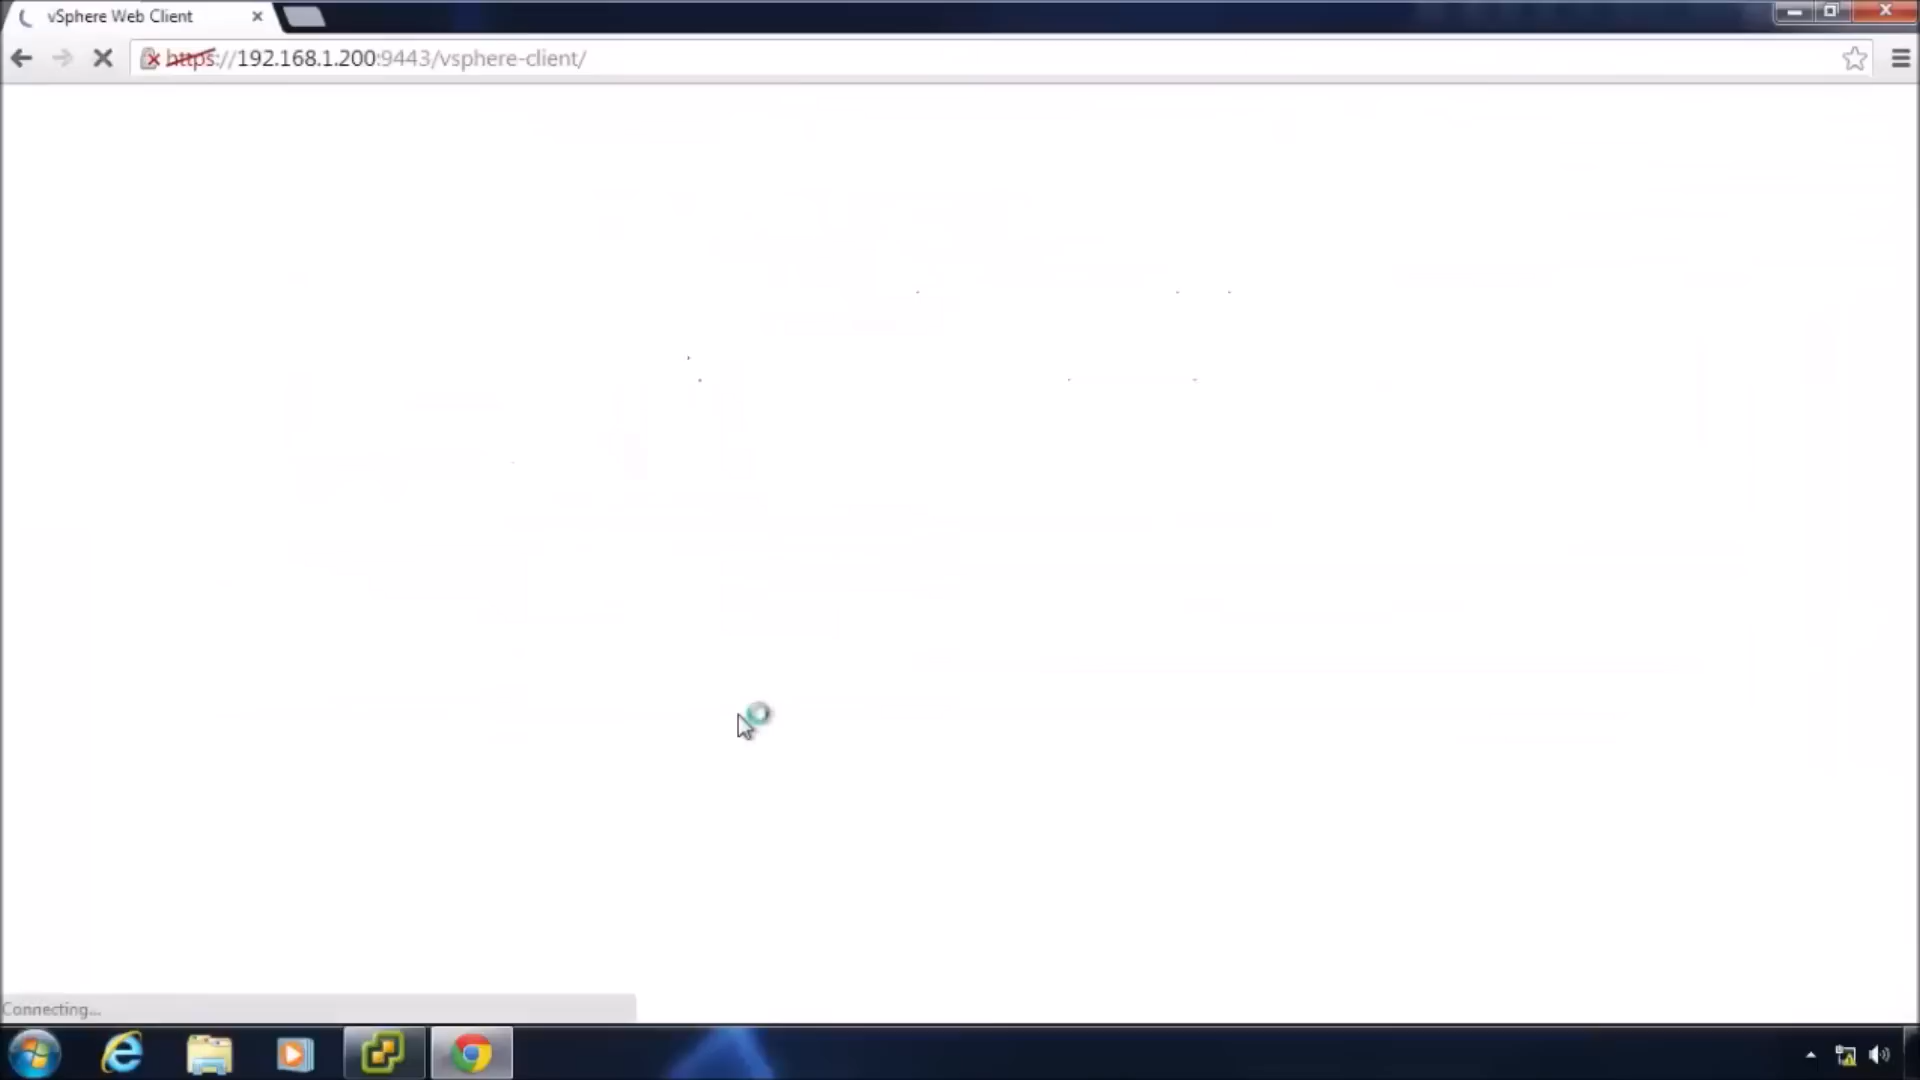 vSphere Web Client
https://192.168.1.200:9443/vsphere-client/
Connecting...